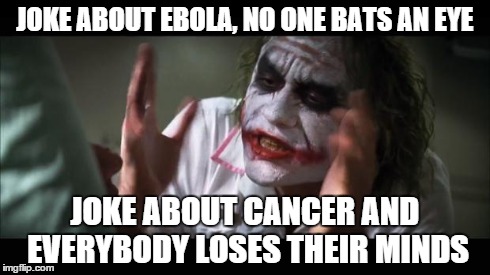 JOKE ABOUT EBOLA, NO ONE BATS AN EYE
JOKE ABOUT CANCER AND
EVERYBODY LOSES THEIR MINDS
imgflip.com